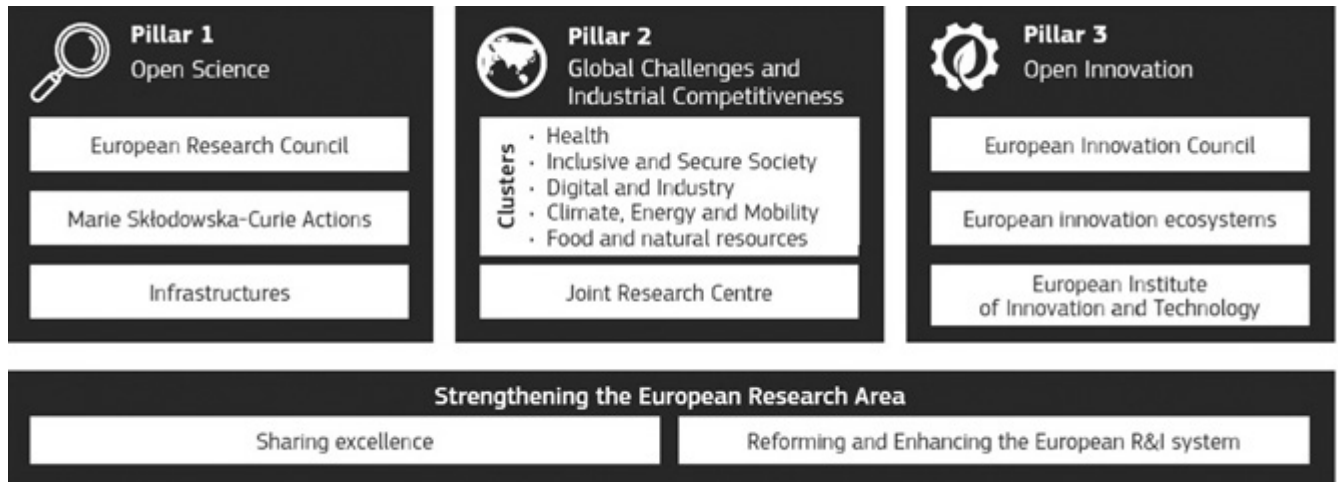 Pillar 1
Open Science
European Research Council
Marie Skłodowska-Curie Actions
Infrastructures
Pillar 2
Global Challenges and
Industrial Competitiveness
Clusters
· Health
· Inclusive and Secure Society
· Digital and Industry
· Climate, Energy and Mobility
· Food and natural resources
Joint Research Centre
Pillar 3
Open Innovation
European Innovation Council
European innovation ecosystems
European Institute
of Innovation and Technology
Strengthening the European Research Area
Sharing excellence
Reforming and Enhancing the European R&I system